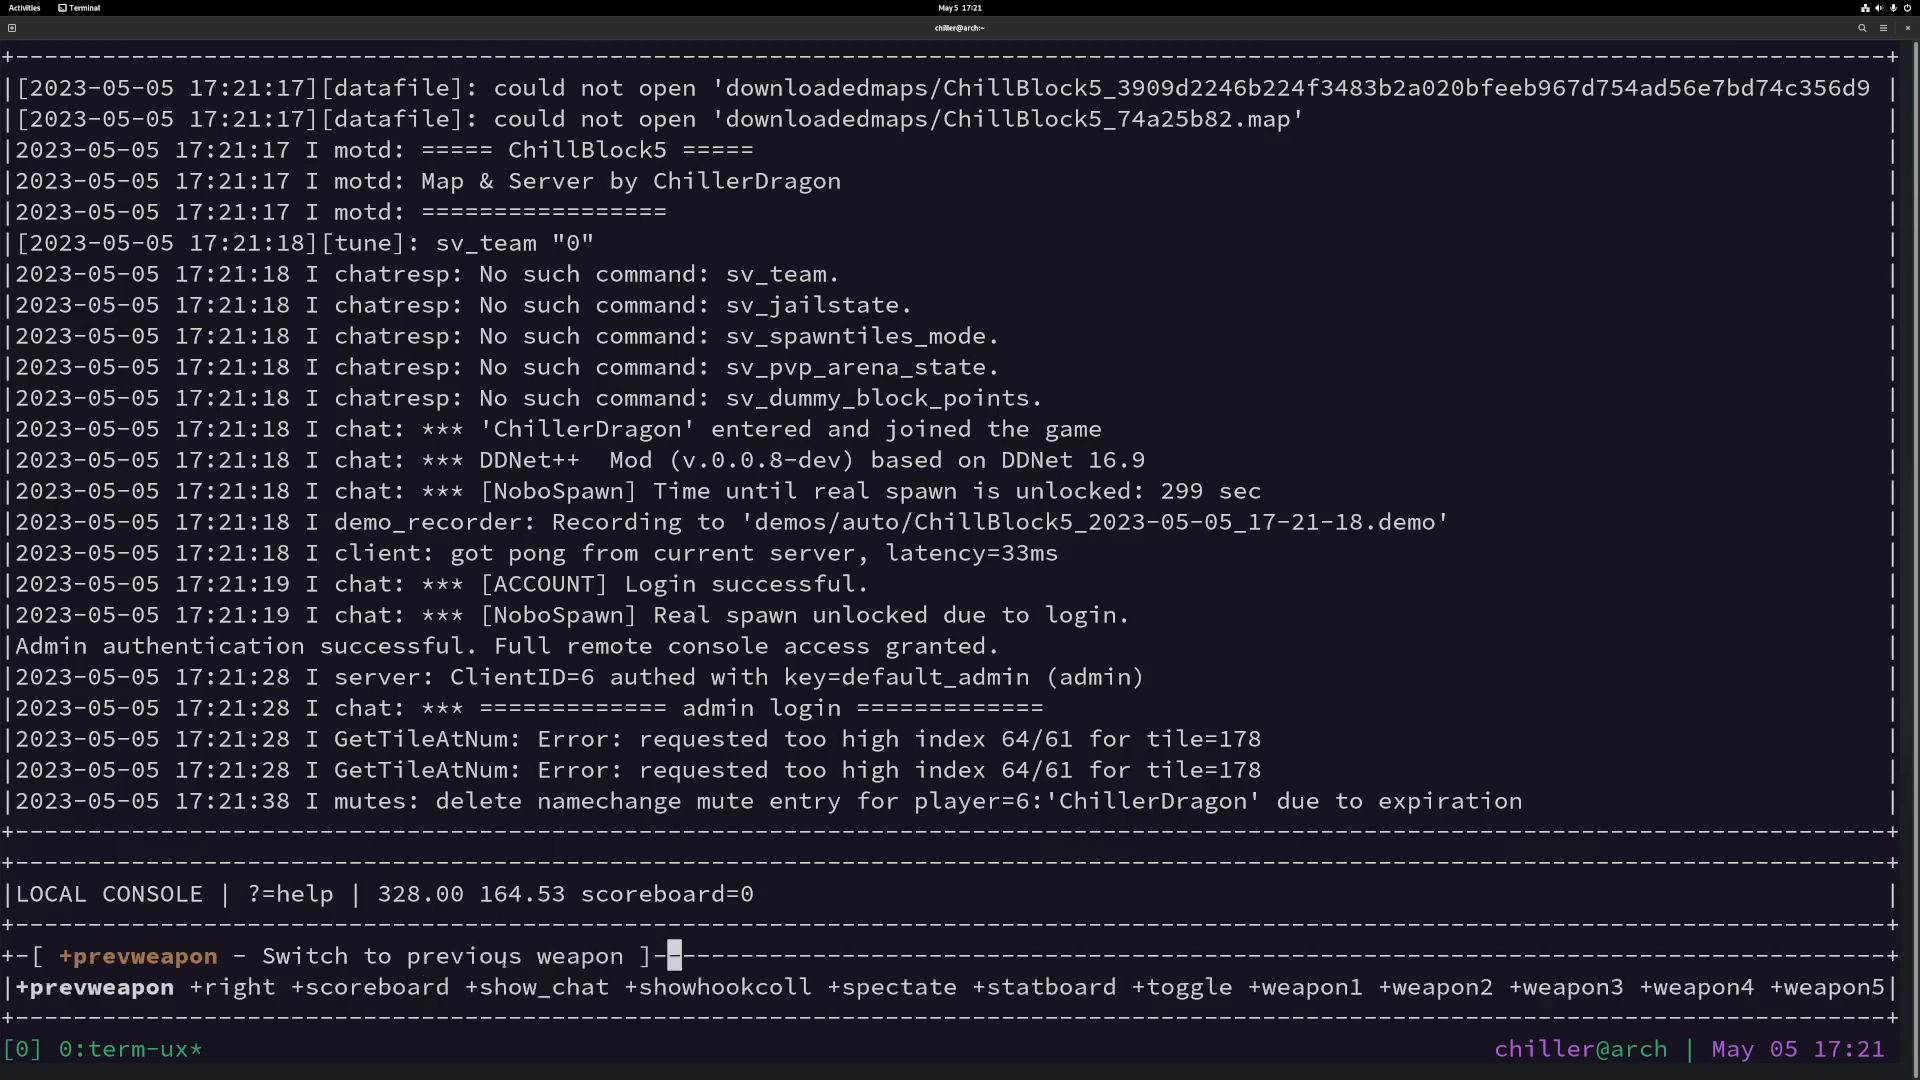 Activities Terminal May 5 17:21
chiller@arch:~
+----------------------------------------------------------------------------------------------------------------------------------+
|[2023-05-05 17:21:17][datafile]: could not open 'downloadedmaps/ChillBlock5_3909d2246b224f3483b2a020bfeeb967d754ad56e7bd74c356d9 |
|[2023-05-05 17:21:17][datafile]: could not open 'downloadedmaps/ChillBlock5_74a25b82.map' |
|2023-05-05 17:21:17 I motd: ===== ChillBlock5 ===== |
|2023-05-05 17:21:17 I motd: Map & Server by ChillerDragon |
|2023-05-05 17:21:17 I motd: ================= |
|[2023-05-05 17:21:18][tune]: sv_team "0" |
|2023-05-05 17:21:18 I chatresp: No such command: sv_team. |
|2023-05-05 17:21:18 I chatresp: No such command: sv_jailstate. |
|2023-05-05 17:21:18 I chatresp: No such command: sv_spawntiles_mode. |
|2023-05-05 17:21:18 I chatresp: No such command: sv_pvp_arena_state. |
|2023-05-05 17:21:18 I chatresp: No such command: sv_dummy_block_points. |
|2023-05-05 17:21:18 I chat: *** 'ChillerDragon' entered and joined the game |
|2023-05-05 17:21:18 I chat: *** DDNet++  Mod (v.0.0.8-dev) based on DDNet 16.9 |
|2023-05-05 17:21:18 I chat: *** [NoboSpawn] Time until real spawn is unlocked: 299 sec |
|2023-05-05 17:21:18 I demo_recorder: Recording to 'demos/auto/ChillBlock5_2023-05-05_17-21-18.demo' |
|2023-05-05 17:21:18 I client: got pong from current server, latency=33ms |
|2023-05-05 17:21:19 I chat: *** [ACCOUNT] Login successful. |
|2023-05-05 17:21:19 I chat: *** [NoboSpawn] Real spawn unlocked due to login. |
|Admin authentication successful. Full remote console access granted. |
|2023-05-05 17:21:28 I server: ClientID=6 authed with key=default_admin (admin) |
|2023-05-05 17:21:28 I chat: *** ============= admin login ============= |
|2023-05-05 17:21:28 I GetTileAtNum: Error: requested too high index 64/61 for tile=178 |
|2023-05-05 17:21:28 I GetTileAtNum: Error: requested too high index 64/61 for tile=178 |
|2023-05-05 17:21:38 I mutes: delete namechange mute entry for player=6:'ChillerDragon' due to expiration |
+----------------------------------------------------------------------------------------------------------------------------------+
+----------------------------------------------------------------------------------------------------------------------------------+
|LOCAL CONSOLE | ?=help | 328.00 164.53 scoreboard=0 |
+----------------------------------------------------------------------------------------------------------------------------------+
+-[ +prevweapon - Switch to previous weapon ]--------------------------------------------------------------------------------------+
|+prevweapon +right +scoreboard +show_chat +showhookcoll +spectate +statboard +toggle +weapon1 +weapon2 +weapon3 +weapon4 +weapon5|
+----------------------------------------------------------------------------------------------------------------------------------+
[0] 0:term-ux* chiller@arch | May 05 17:21